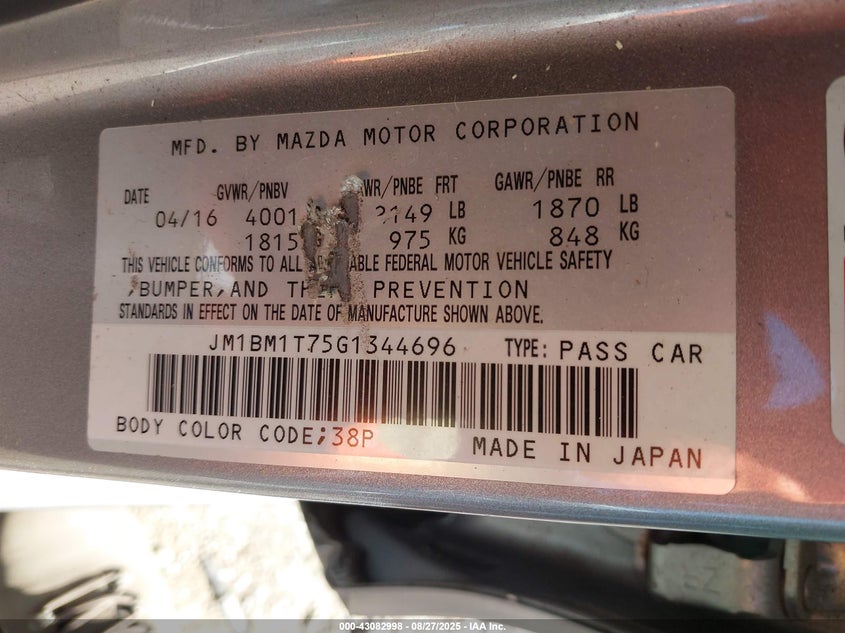 MFD. BY MAZDA MOTOR CORPORATION
DATE GVWR/PNBV WR/PNBE FRT GAWR/PNBE RR
04/16 4001 2149 LB 1870 LB
1815 975 KG 848 KG
THIS VEHICLE CONFORMS TO ALL ABLE FEDERAL MOTOR VEHICLE SAFETY
,BUMPER,AND THE PREVENTION
STANDARDS IN EFFECT ON THE DATE OF MANUFACTURE SHOWN ABOVE.
JM1BM1T75G1344696 TYPE: PASS CAR
BODY COLOR CODE;38P MADE IN JAPAN
000-43082998 - 08/27/2025 - IAA Inc.